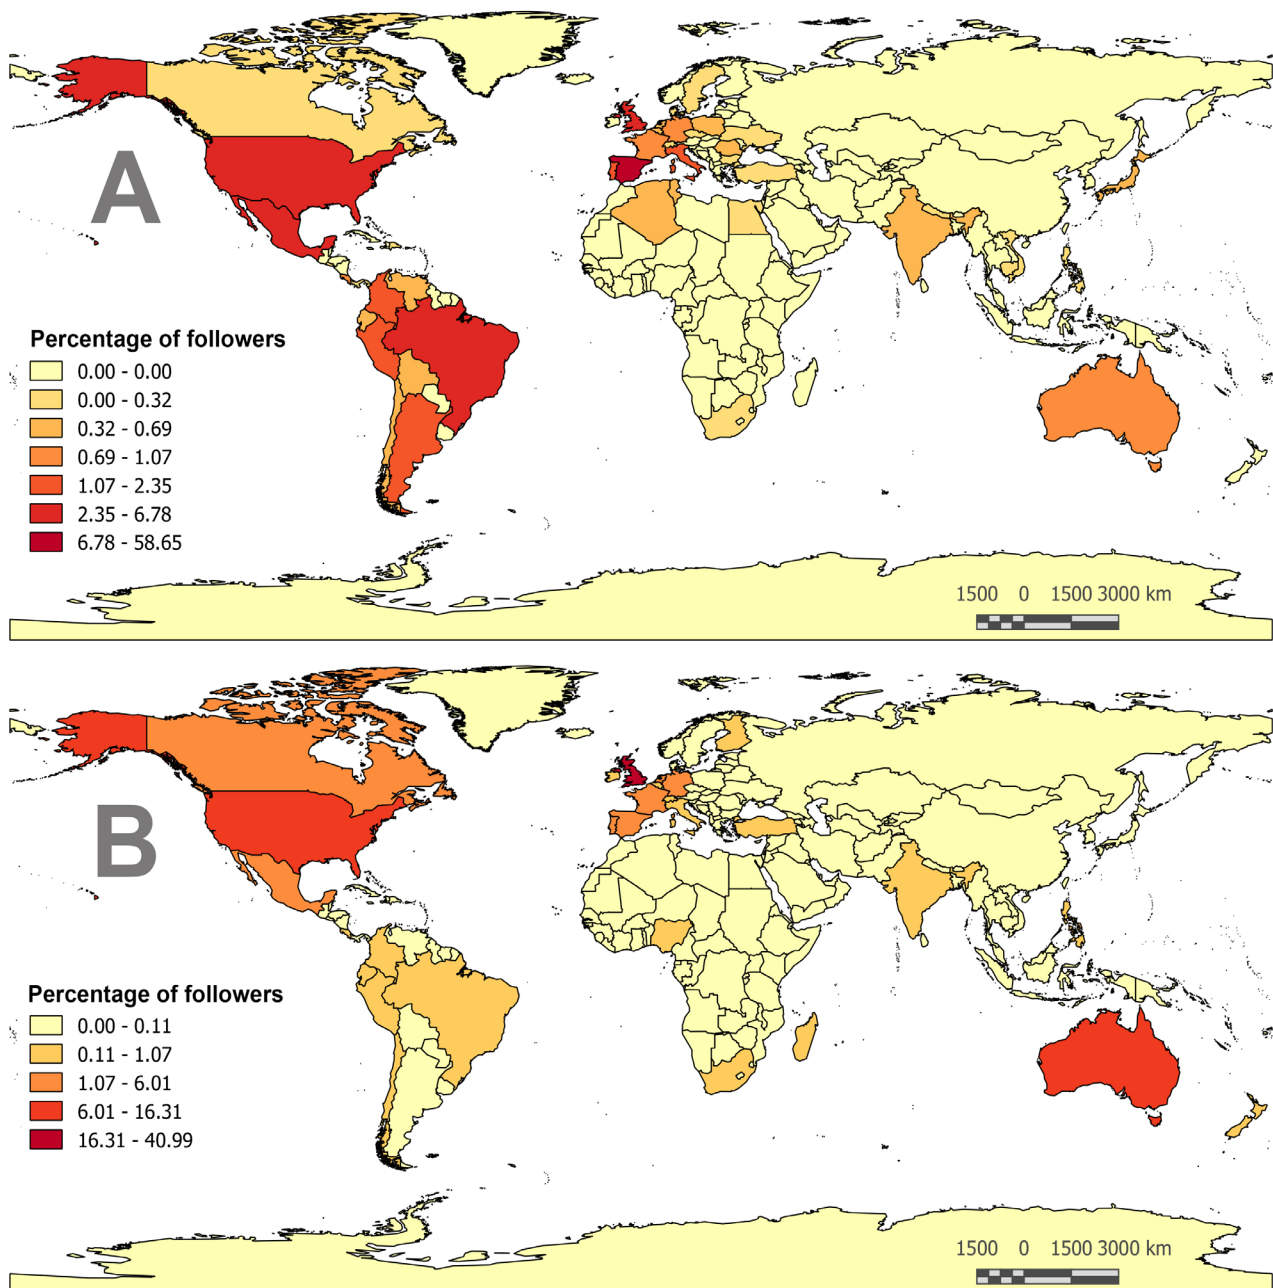 A
Percentage of followers
0.00 - 0.00
0.00 - 0.32
0.32 - 0.69
0.69 - 1.07
1.07 - 2.35
2.35 - 6.78
6.78 - 58.65
1500 0 1500 3000 km
B
Percentage of followers
0.00 - 0.11
0.11 - 1.07
1.07 - 6.01
6.01 - 16.31
16.31 - 40.99
1500 0 1500 3000 km